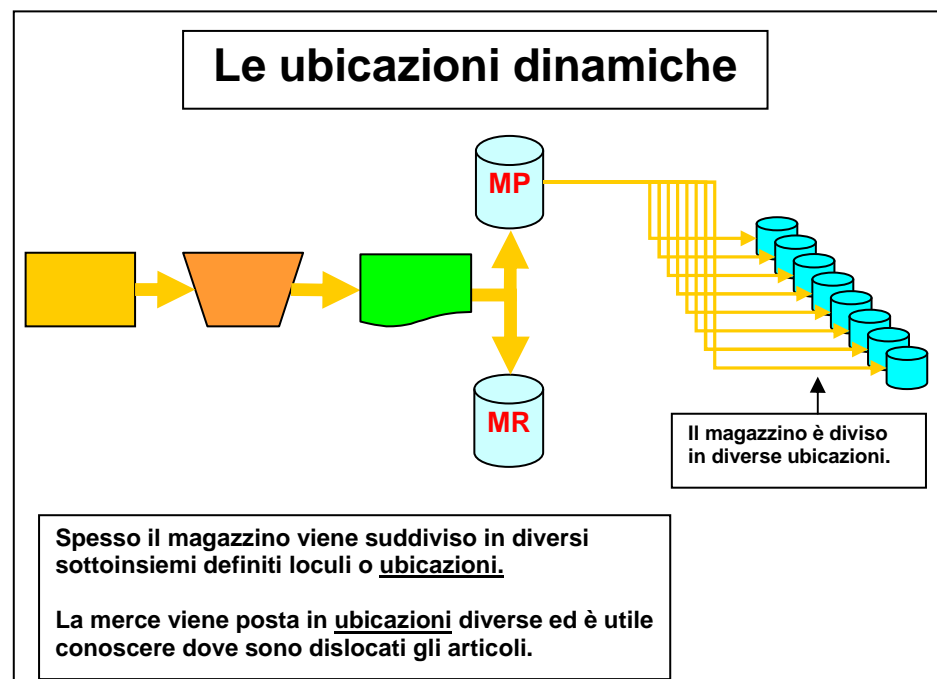 Le ubicazioni dinamiche
MP
MR
Il magazzino è diviso
in diverse ubicazioni.
Spesso il magazzino viene suddiviso in diversi
sottoinsiemi definiti loculi o ubicazioni.
La merce viene posta in ubicazioni diverse ed è utile
conoscere dove sono dislocati gli articoli.